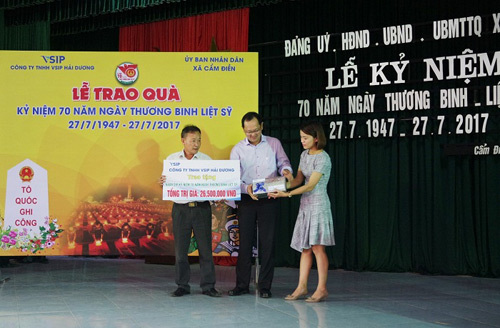 VSIP
CÔNG TY TNHH VSIP HẢI DƯƠNG
ỦY BAN NHÂN DÂN
XÃ CẨM ĐIỀN
LỄ TRAO QUÀ
KỶ NIỆM 70 NĂM NGÀY THƯƠNG BINH LIỆT SỸ
27/7/1947 - 27/7/2017
TỔ
QUỐC
GHI
CÔNG
VSIP
CÔNG TY TNHH VSIP HẢI DƯƠNG
Trao tặng
TỔNG TRỊ GIÁ: 26.500.000 VNĐ
ĐẢNG UỶ . HĐND . UBND . UBMTTQ X
LỄ KỶ NIỆM
70 NĂM NGÀY THƯƠNG BINH . LIỆ
27.7.1947 - 27.7.2017
Cẩm Đ